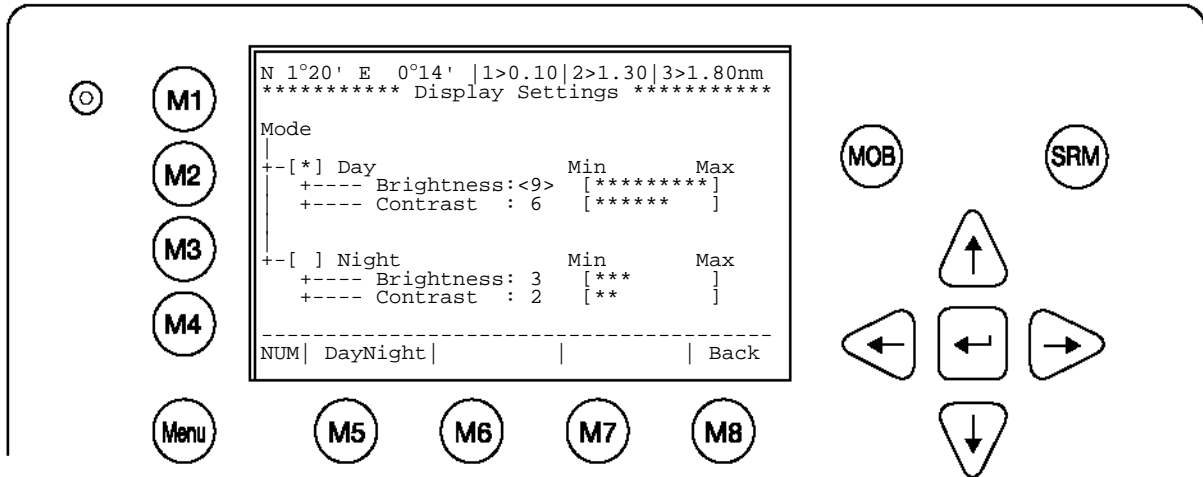 N 1°20' E  0°14' |1>0.10|2>1.30|3>1.80nm
*********** Display Settings ***********
Mode
|
+-[*] Day               Min       Max
|  +---- Brightness:<9>  [*********]
|  +---- Contrast  : 6   [******   ]
|
|
+-[ ] Night             Min       Max
   +---- Brightness: 3   [***      ]
   +---- Contrast  : 2   [**       ]
----------------------------------------
NUM| DayNight|         |         | Back
M1
M2
M3
M4
Menu
M5
M6
M7
M8
MOB
SRM